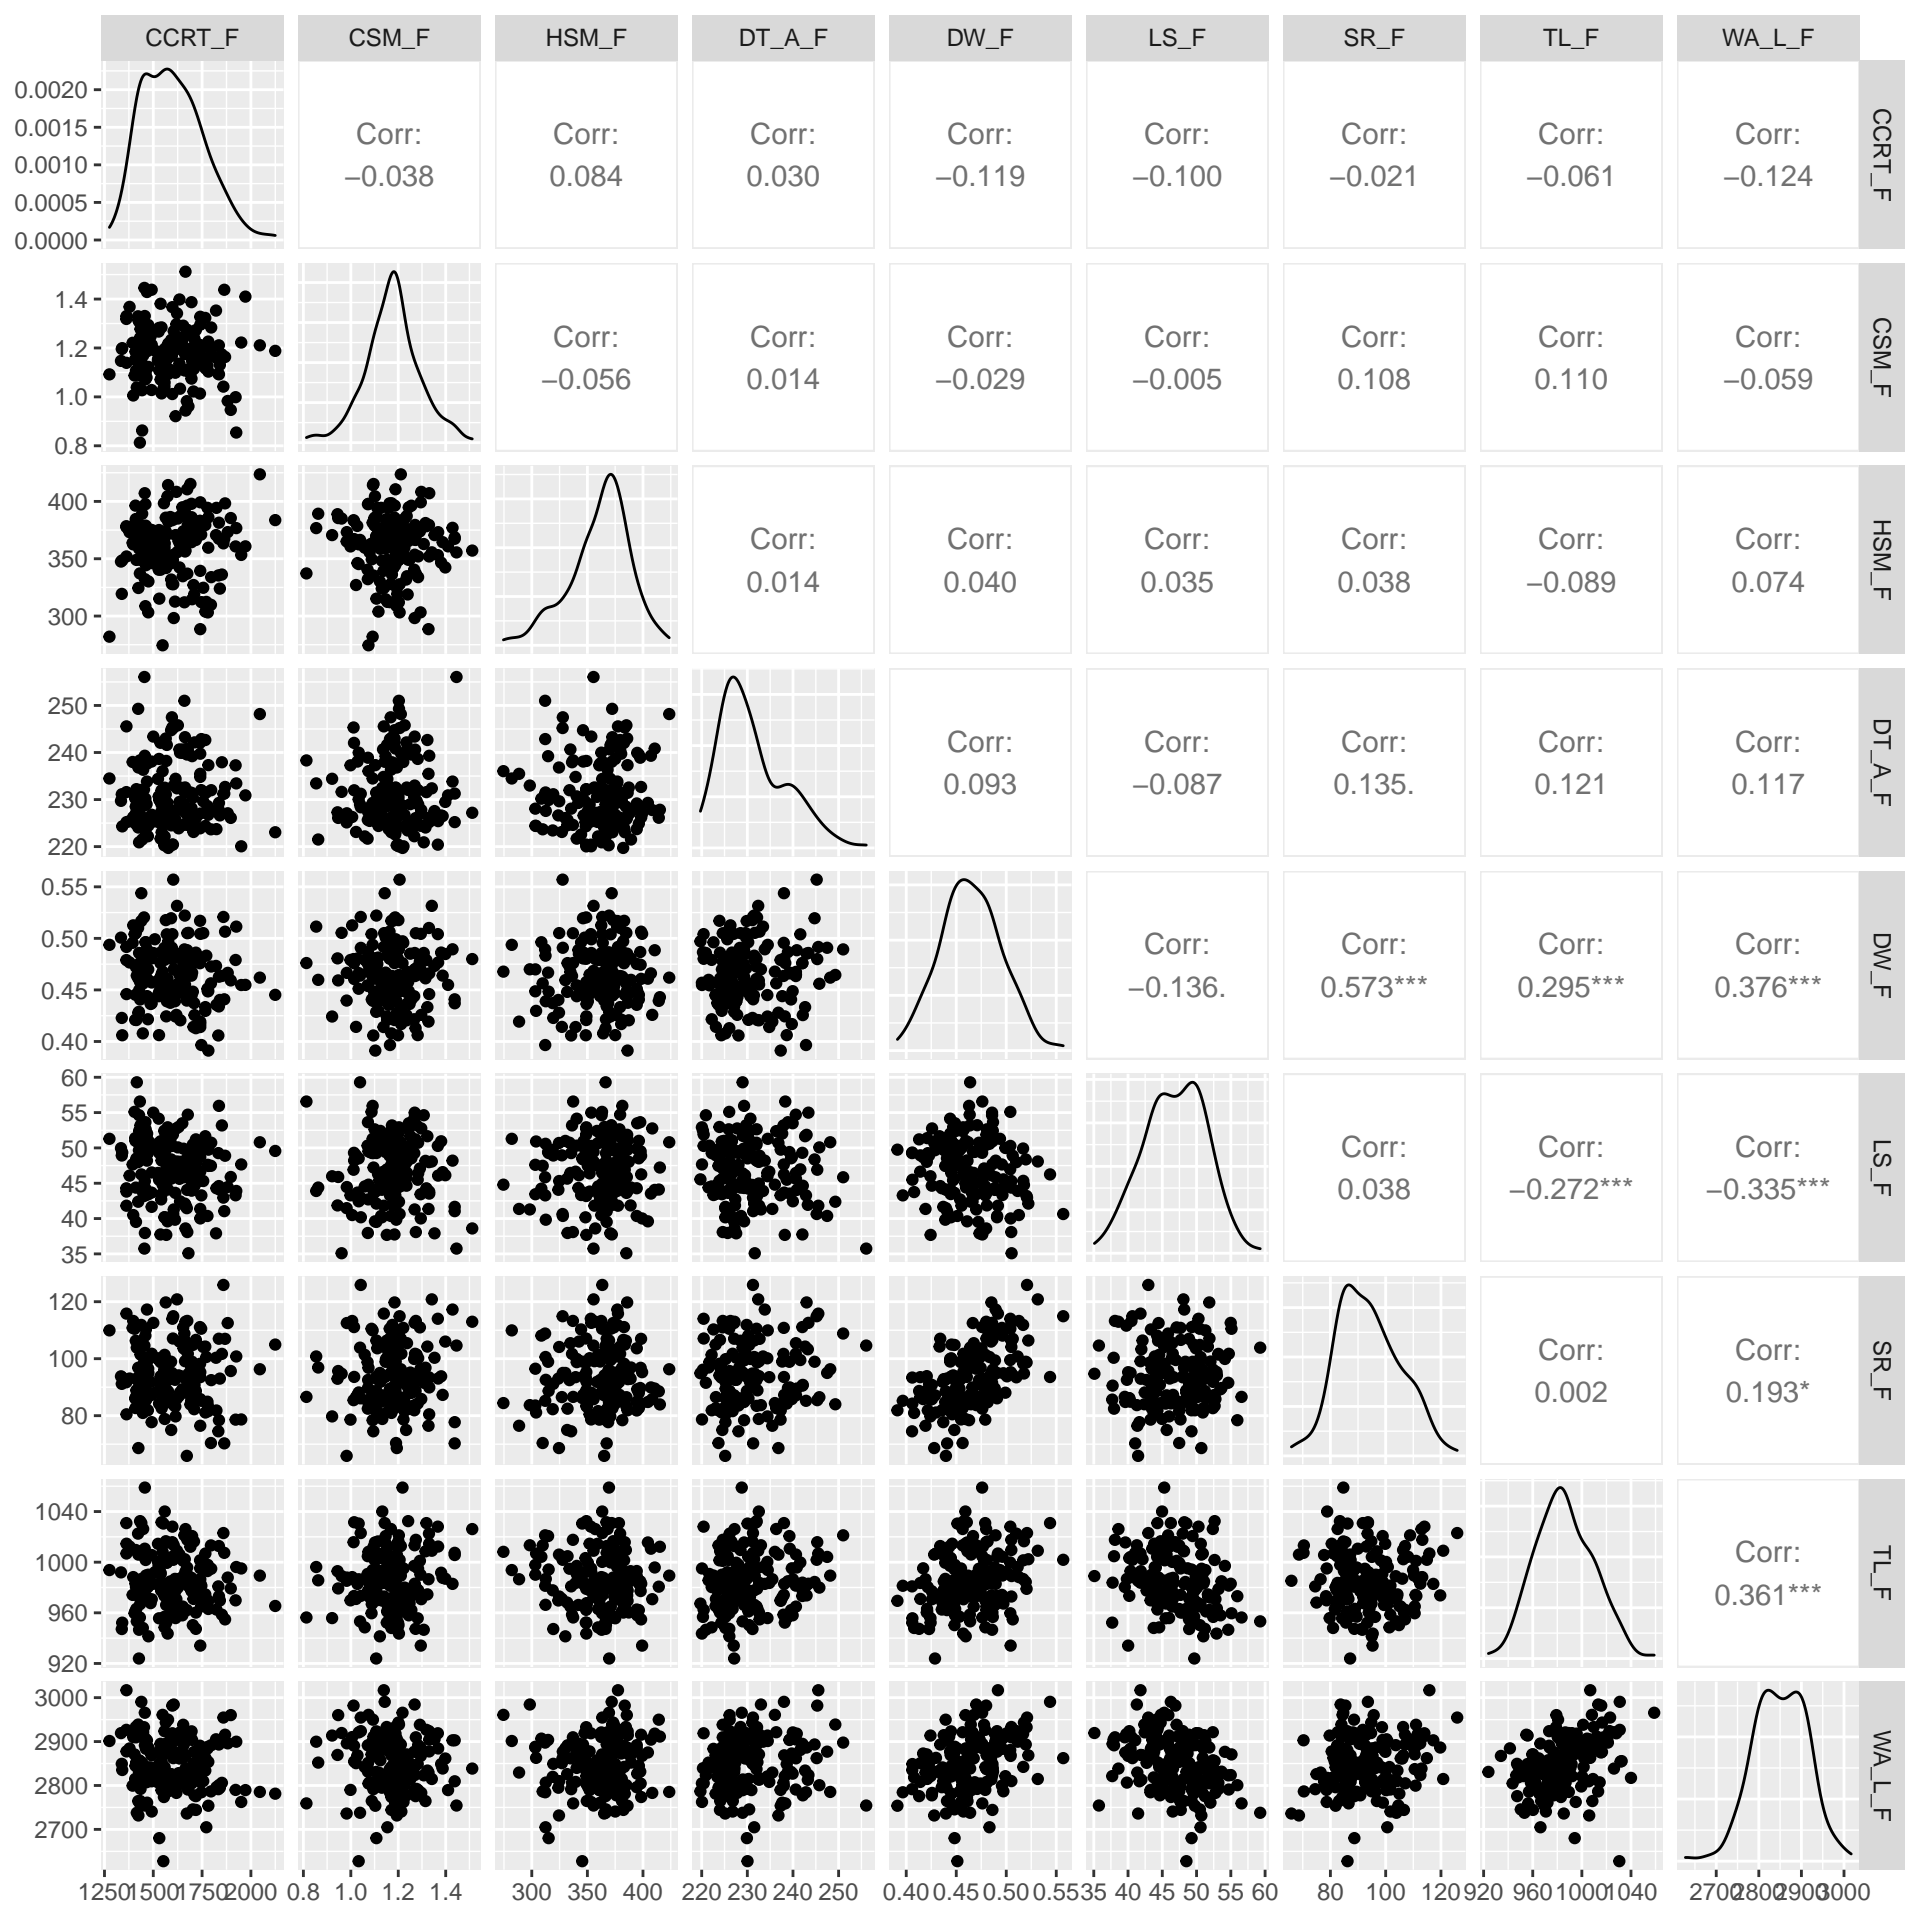 CCRT_F CSM_F HSM_F DT_A_F DW_F LS_F SR_F TL_F WA_L_F
0.0020
0.0015
0.0010
0.0005
0.0000
Corr: Corr: Corr: Corr: Corr: Corr: Corr: Corr:
−0.038 0.084 0.030 −0.119 −0.100 −0.021 −0.061 −0.124
CCRT_F
1.4
1.2
1.0
0.8
Corr: Corr: Corr: Corr: Corr: Corr: Corr:
−0.056 0.014 −0.029 −0.005 0.108 0.110 −0.059
CSM_F
400
350
300
Corr: Corr: Corr: Corr: Corr: Corr:
0.014 0.040 0.035 0.038 −0.089 0.074
HSM_F
250
240
230
220
Corr: Corr: Corr: Corr: Corr:
0.093 −0.087 0.135. 0.121 0.117
DT_A_F
0.55
0.50
0.45
0.40
Corr: Corr: Corr: Corr:
−0.136. 0.573*** 0.295*** 0.376***
DW_F
60
55
50
45
40
35
Corr: Corr: Corr:
0.038 −0.272*** −0.335***
LS_F
120
100
80
Corr: Corr:
0.002 0.193*
SR_F
1040
1000
960
920
Corr:
0.361***
TL_F
3000
2900
2800
2700
WA_L_F
1250 1500 1750 2000 0.8 1.0 1.2 1.4 300 400 220 230 240 250 0.40 0.45 0.50 0.55 35 40 45 50 55 60 80 100 120 920 960 1000 1040 2700 2800 2900 3000